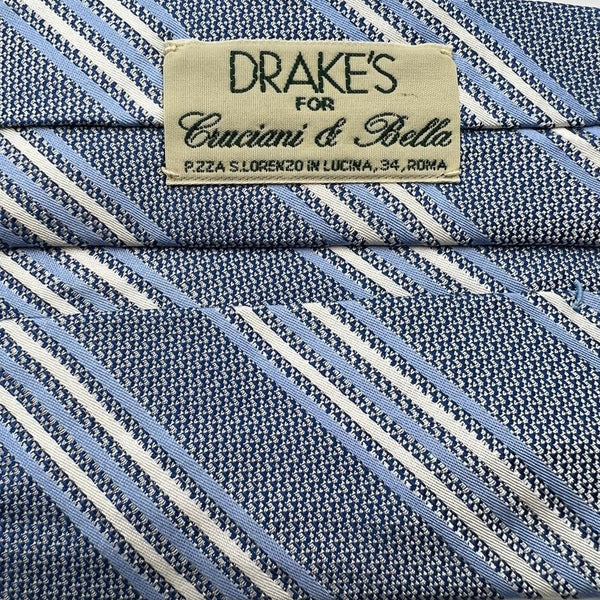 DRAKE'S
FOR
Cruciani & Bella
P.ZZA S.LORENZO IN LUCINA, 34, ROMA